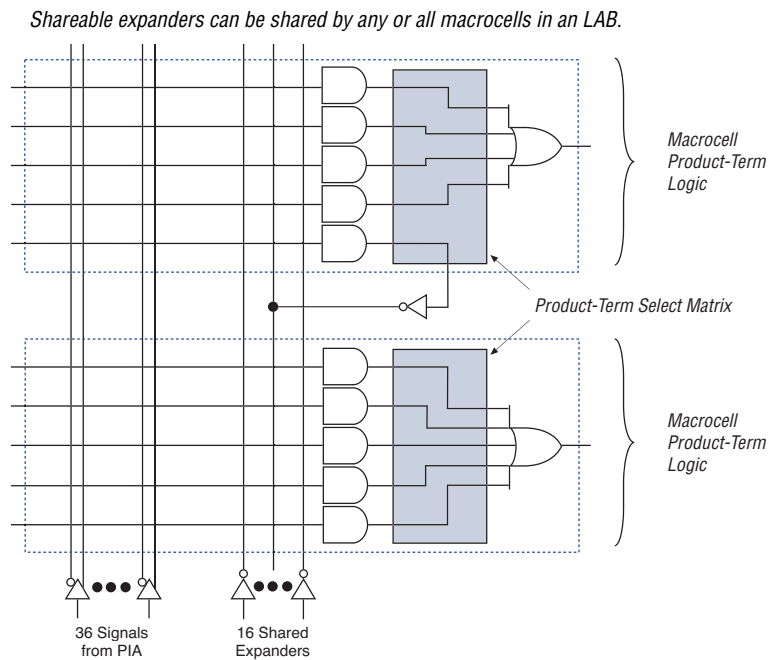 Shareable expanders can be shared by any or all macrocells in an LAB.
Macrocell
Product-Term
Logic
Product-Term Select Matrix
Macrocell
Product-Term
Logic
36 Signals
from PIA
16 Shared
Expanders